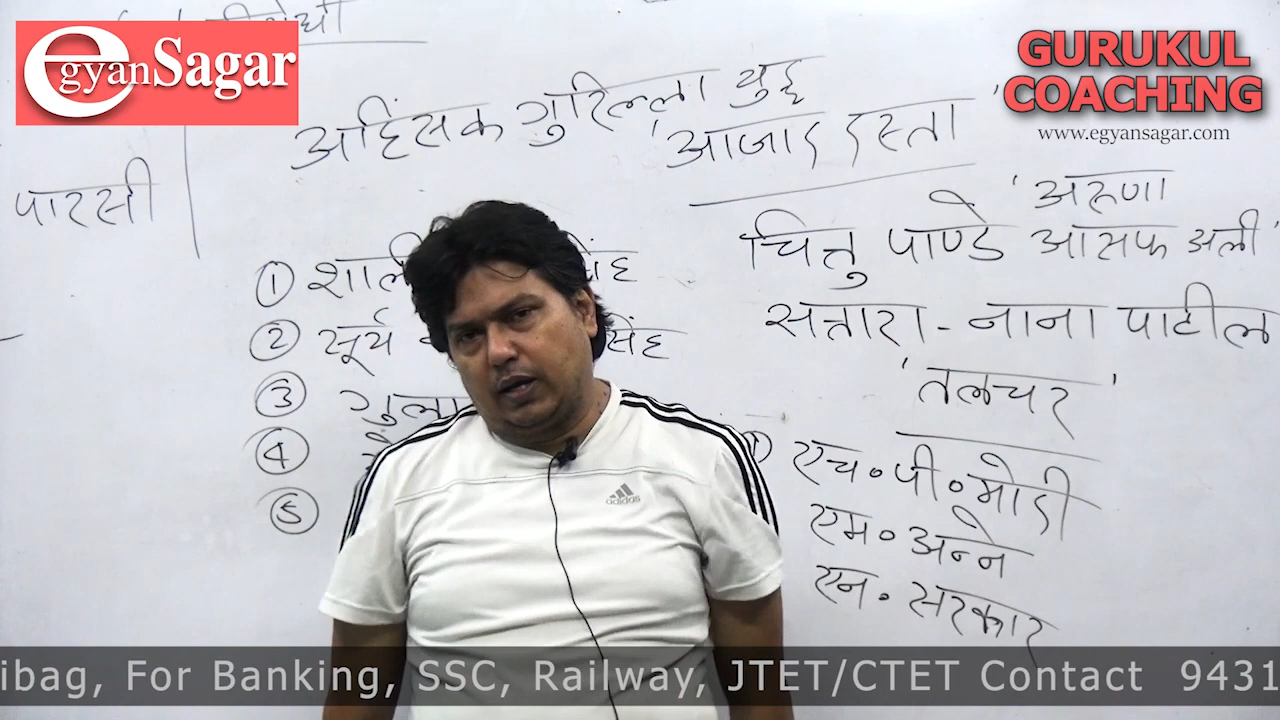 egyanSagar
GURUKUL
COACHING
www.egyansagar.com
अहिंसक गुरिल्ला युद्ध
'आजाद दस्ता'
पारसी
'अरुणा
चित्तु पाण्डे आसफ अली'
① सिंह
सत्तारा - नाना पाटील
② सूर्य सिंह
'तलचर'
③
④
एच॰ पी॰ मोदी
⑤
एम॰ अन्ने
एन॰ सरकार
For Banking, SSC, Railway, JTET/CTET Contact 9431